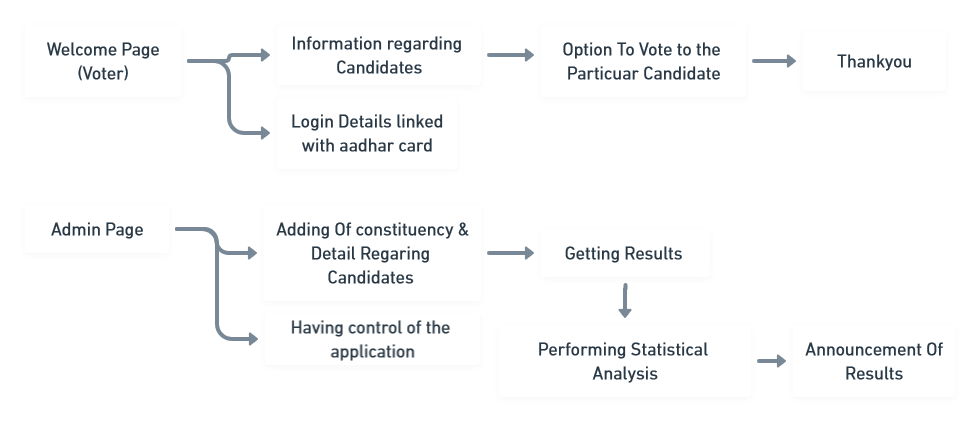 Welcome Page
(Voter)
Information regarding
Candidates
Option To Vote to the
Particuar Candidate
Thankyou
Login Details linked
with aadhar card
Admin Page
Adding Of constituency &
Detail Regaring
Candidates
Getting Results
Having control of the
application
Performing Statistical
Analysis
Announcement Of
Results